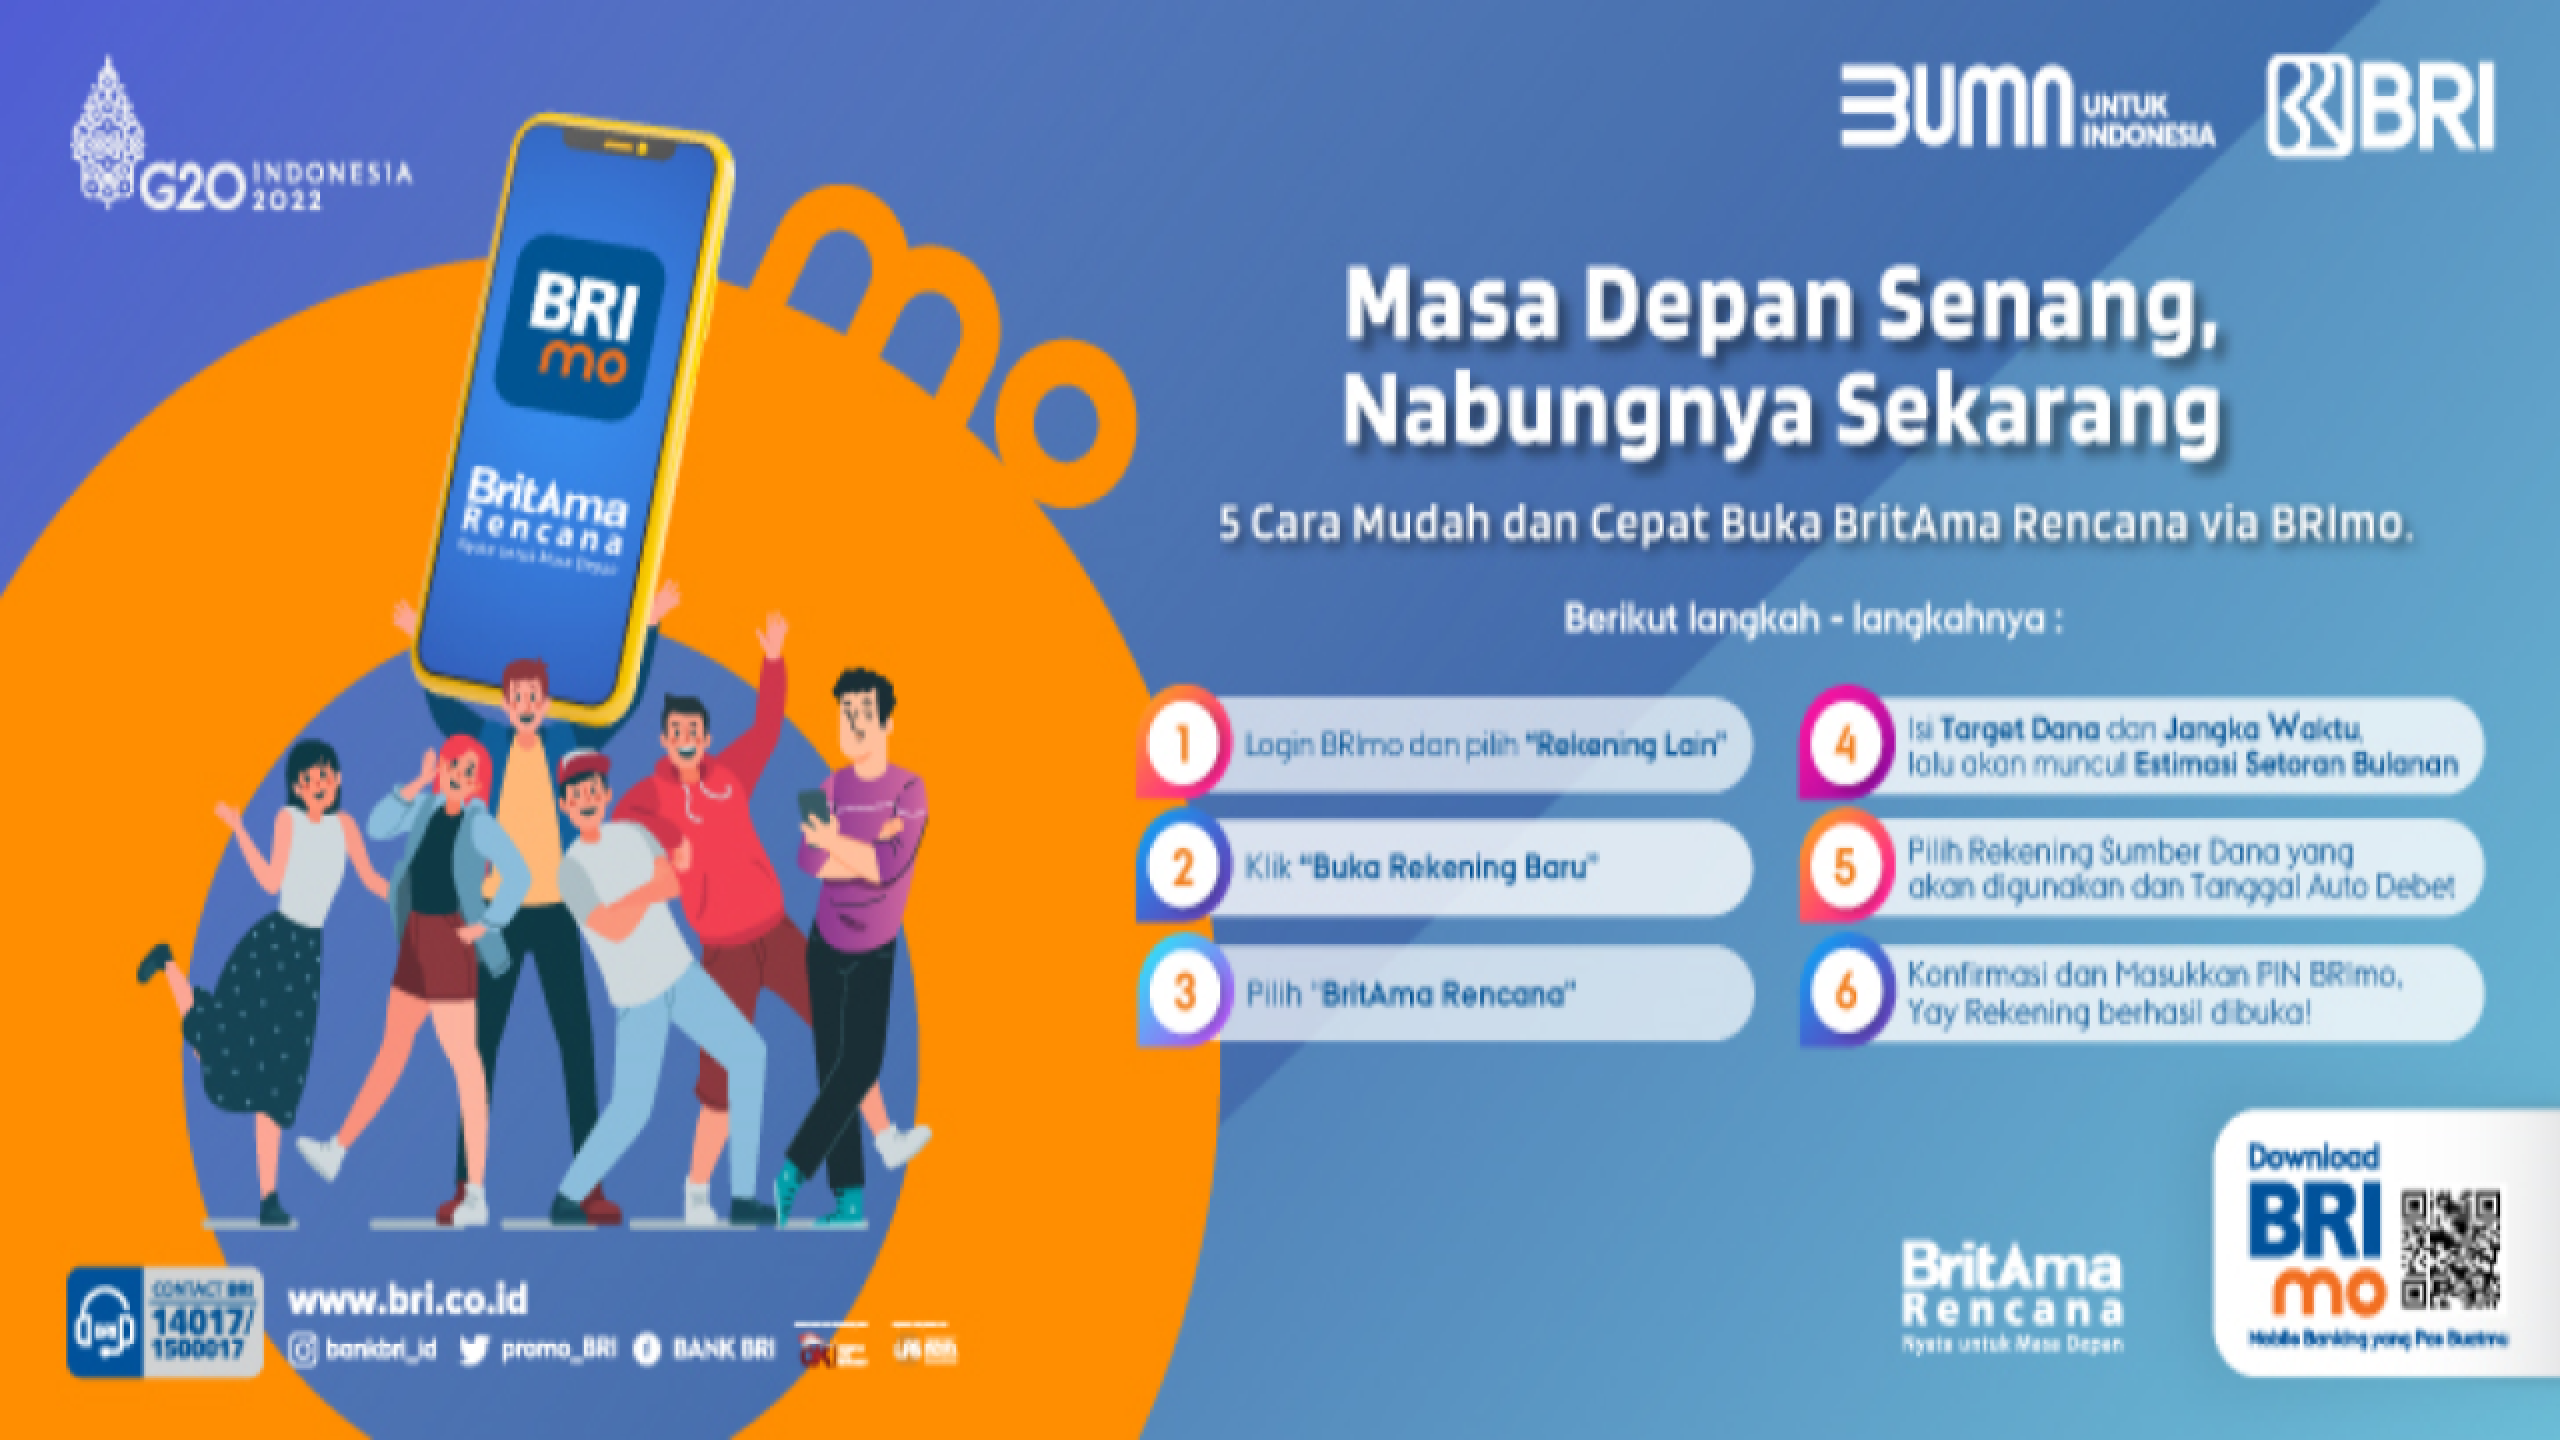 G20 INDONESIA
2022
BUMN UNTUK
INDONESIA
BRI
mo
BRI
mo
BritAma
Rencana
Masa Depan Senang,
Nabungnya Sekarang
5 Cara Mudah dan Cepat Buka BritAma Rencana via BRImo.
Berikut langkah - langkahnya :
1 Login BRImo dan pilih "Rekening Lain"
2 Klik "Buka Rekening Baru"
3 Pilih "BritAma Rencana"
4 Isi Target Dana dan Jangka Waktu,
lalu akan muncul Estimasi Setoran Bulanan
5 Pilih Rekening Sumber Dana yang
akan digunakan dan Tanggal Auto Debet
6 Konfirmasi dan Masukkan PIN BRImo,
Yay Rekening berhasil dibuka!
CONTACT BRI
14017/
1500017
www.bri.co.id
bankbri_id promo_BRI BANK BRI
BritAma
Rencana
Nyata untuk Masa Depan
Download
BRI
mo
Mobile Banking yang